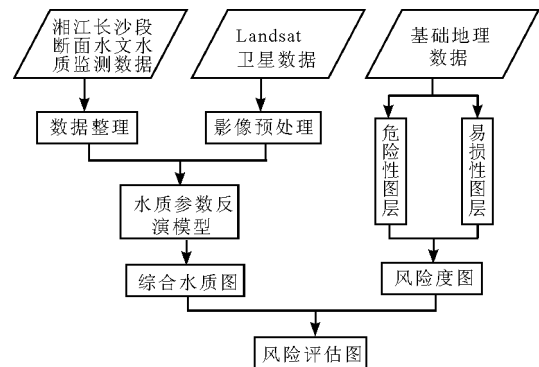 湘江长沙段
断面水文水
质监测数据
Landsat
卫星数据
基础地理
数据
数据整理
影像预处理
危险性图层
易损性图层
水质参数反
演模型
综合水质图
风险度图
风险评估图